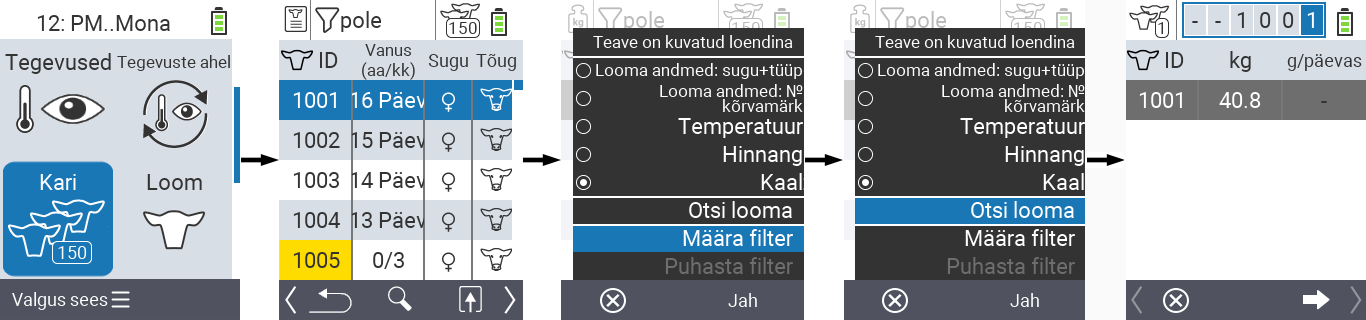 12: PM..Mona
Tegevused
Tegevuste ahel
Kari
150
Loom
Valgus sees
pole
150
ID
Vanus
(aa/kk)
Sugu
Tõug
1001 16 Päev
1002 15 Päev
1003 14 Päev
1004 13 Päev
1005 0/3
pole
150
Teave on kuvatud loendina
Looma andmed: sugu+tüüp
Looma andmed: №
kõrvamärk
Temperatuur
Hinnang
Kaal
Otsi looma
Määra filter
Puhasta filter
Jah
kg
pole
150
Teave on kuvatud loendina
Looma andmed: sugu+tüüp
Looma andmed: №
kõrvamärk
Temperatuur
Hinnang
Kaal
Otsi looma
Määra filter
Puhasta filter
Jah
kg
1
--1001
ID kg g/päevas
1001 40.8 -